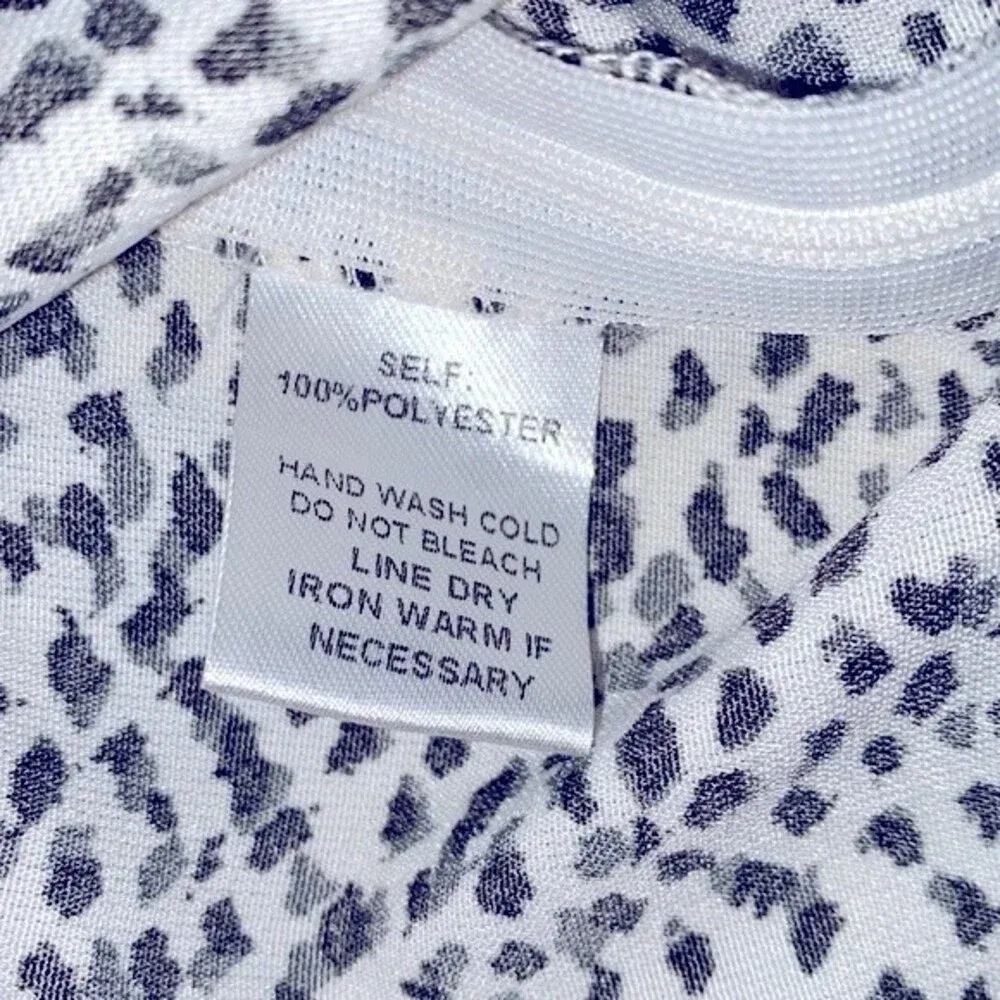 SELF:
100%POLYESTER
HAND WASH COLD
DO NOT BLEACH
LINE DRY
IRON WARM IF
NECESSARY